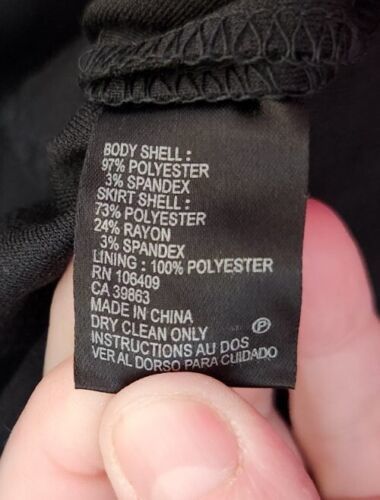 BODY SHELL :
97% POLYESTER
3% SPANDEX
SKIRT SHELL :
73% POLYESTER
24% RAYON
3% SPANDEX
LINING : 100% POLYESTER
RN 106409
CA 39863
MADE IN CHINA
DRY CLEAN ONLY Ⓟ
INSTRUCTIONS AU DOS
VER AL DORSO PARA CUIDADO